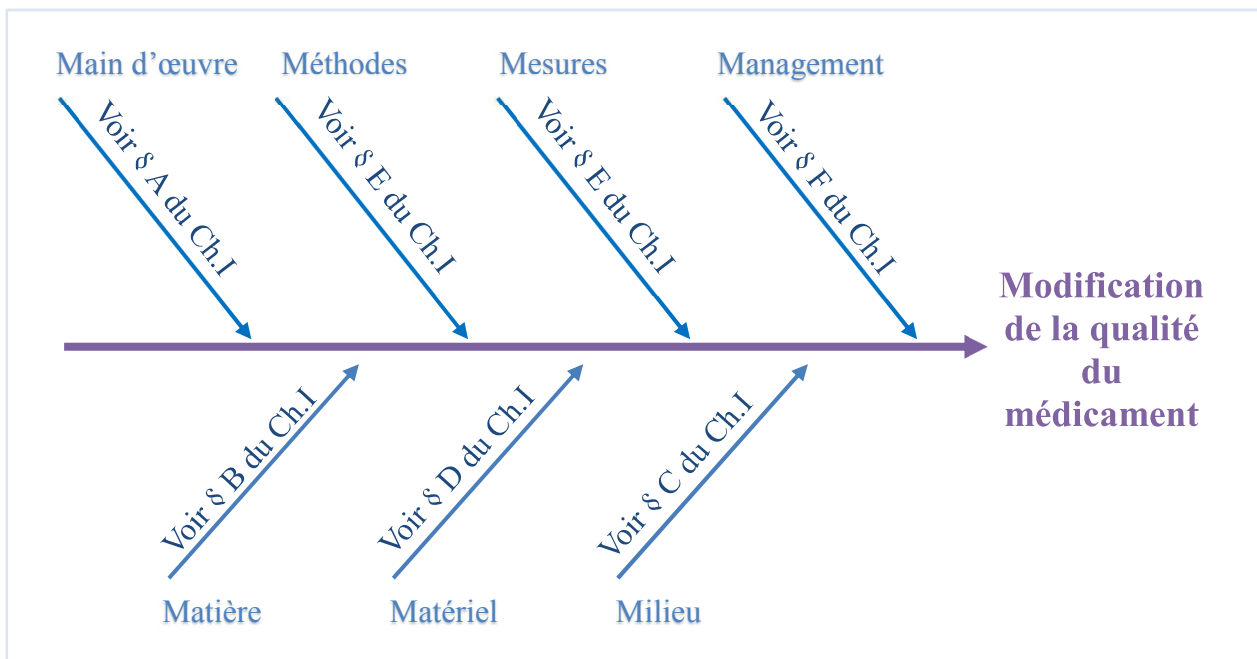 Main d’œuvre
Méthodes
Mesures
Management
Voir § A du Ch.I
Voir § E du Ch.I
Voir § E du Ch.I
Voir § F du Ch.I
Modification
de la qualité
du
médicament
Voir § B du Ch.I
Voir § D du Ch.I
Voir § C du Ch.I
Matière
Matériel
Milieu